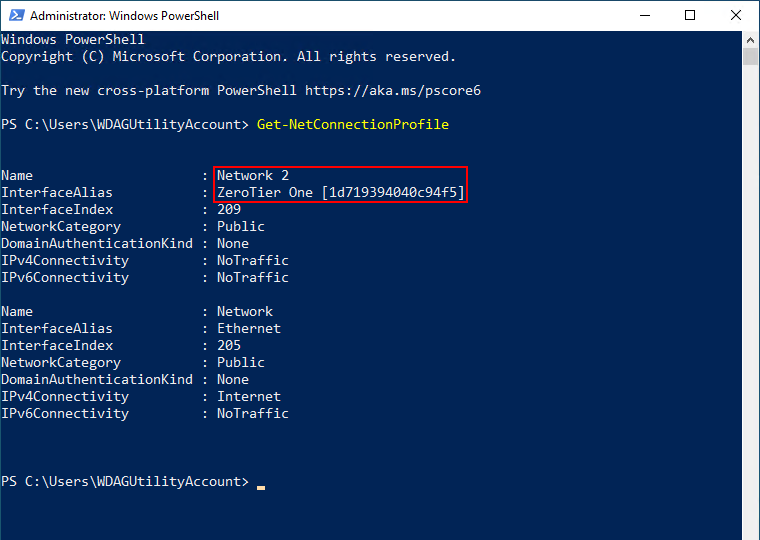 Administrator: Windows PowerShell
Windows PowerShell
Copyright (C) Microsoft Corporation. All rights reserved.
Try the new cross-platform PowerShell https://aka.ms/pscore6
PS C:\Users\WDAGUtilityAccount> Get-NetConnectionProfile
Name                     : Network 2
InterfaceAlias           : ZeroTier One [1d719394040c94f5]
InterfaceIndex           : 209
NetworkCategory          : Public
DomainAuthenticationKind : None
IPv4Connectivity         : NoTraffic
IPv6Connectivity         : NoTraffic
Name                     : Network
InterfaceAlias           : Ethernet
InterfaceIndex           : 205
NetworkCategory          : Public
DomainAuthenticationKind : None
IPv4Connectivity         : Internet
IPv6Connectivity         : NoTraffic
PS C:\Users\WDAGUtilityAccount>